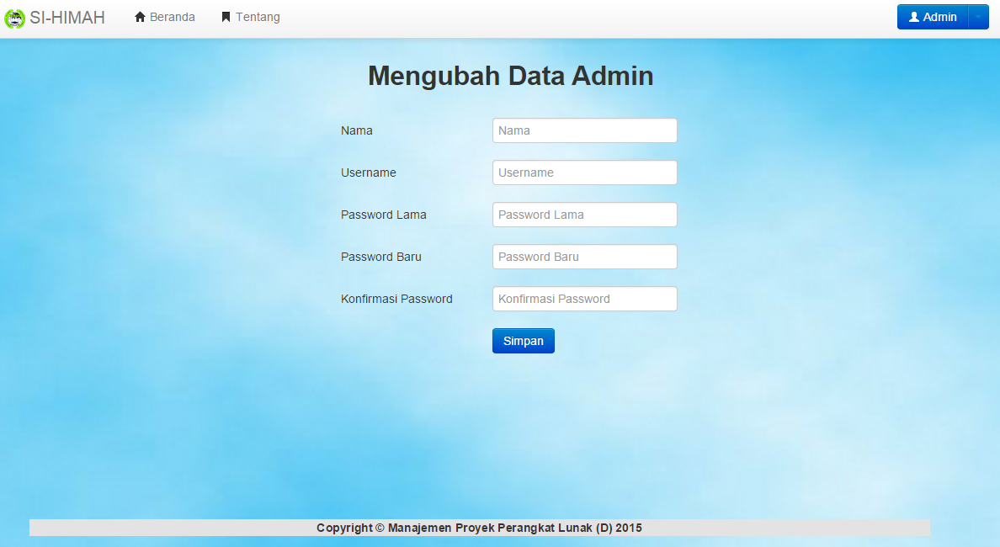 SI-HIMAH Beranda Tentang Admin
Mengubah Data Admin
Nama Nama
Username Username
Password Lama Password Lama
Password Baru Password Baru
Konfirmasi Password Konfirmasi Password
Simpan
Copyright © Manajemen Proyek Perangkat Lunak (D) 2015